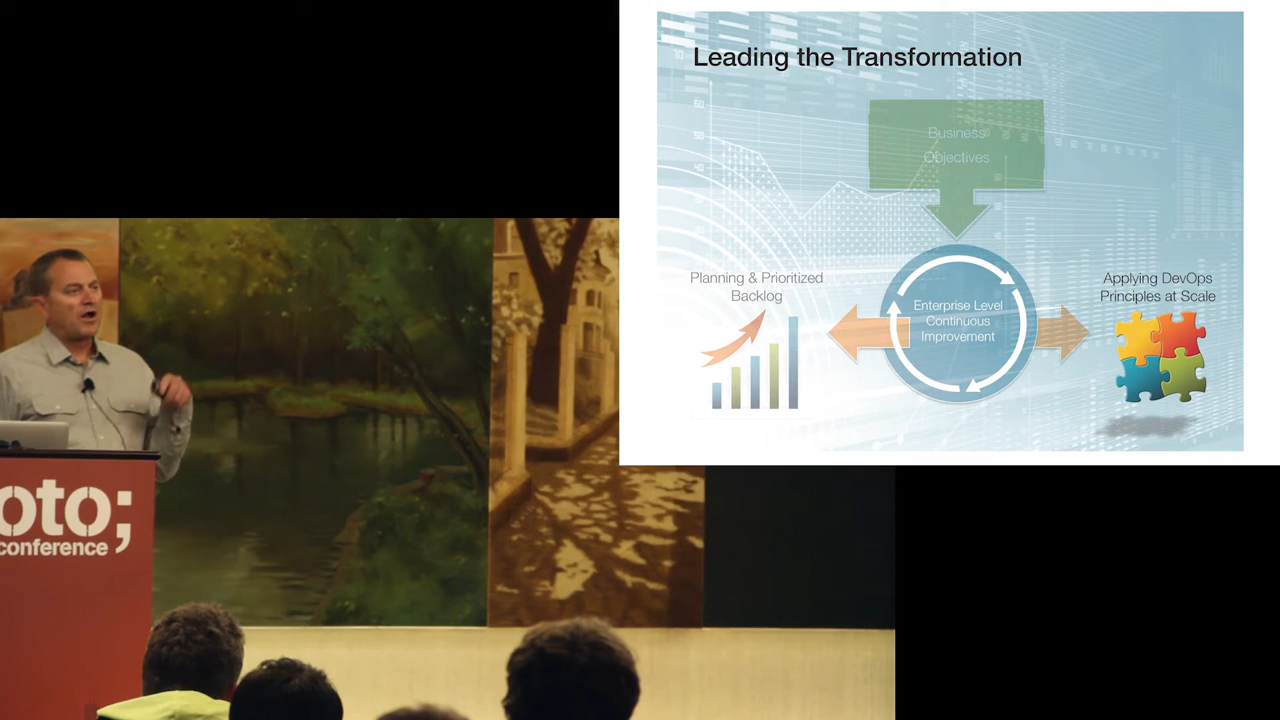 Leading the Transformation
Business
Objectives
Planning & Prioritized
Backlog
Enterprise Level
Continuous
Improvement
Applying DevOps
Principles at Scale
oto;
conference